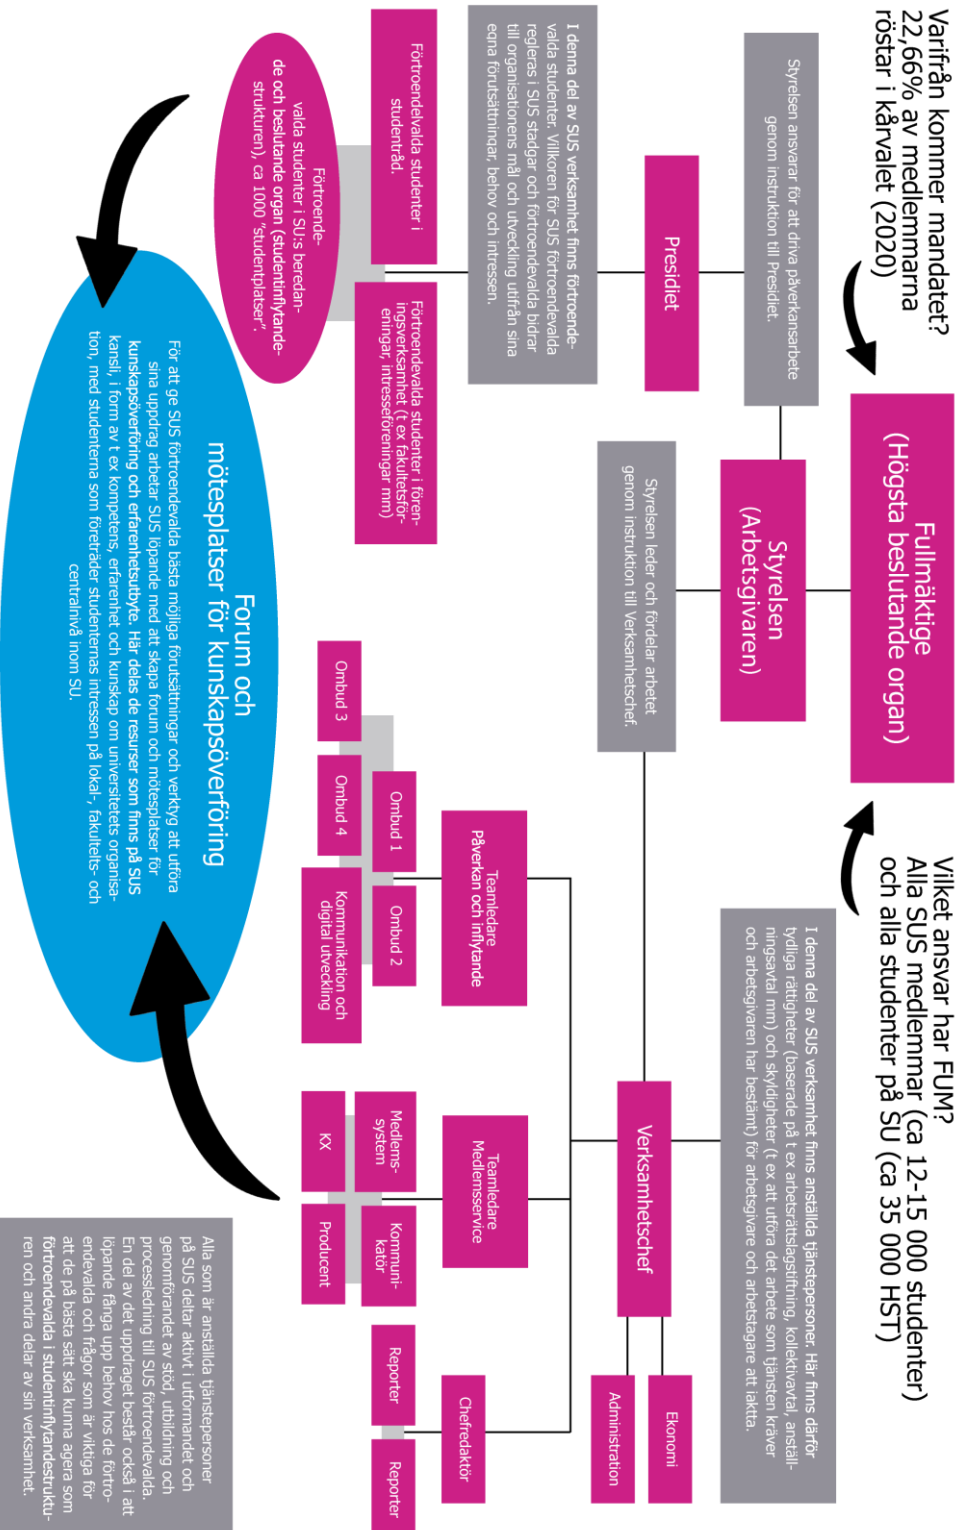 Varifrån kommer mandatet?
22,66% av medlemmarna
röstar i kårvalet (2020)
Fullmäktige
(Högsta beslutande organ)
Vilket ansvar har FUM?
Alla SUS medlemmar (ca 12-15 000 studenter)
och alla studenter på SU (ca 35 000 HST)
Styrelsen ansvarar för att driva påverkansarbete
genom instruktion till Presidiet.
Styrelsen
(Arbetsgivaren)
I denna del av SUS verksamhet finns anställda tjänstepersoner. Här finns därför
tydliga rättigheter (baserade på t ex arbetsrättslagstiftning, kollektivavtal, anställ-
ningsavtal mm) och skyldigheter (t ex att utföra det arbete som tjänsten kräver
och arbetsgivaren har bestämt) för arbetsgivare och arbetstagare att iaktta.
Presidiet
Styrelsen leder och fördelar arbetet
genom instruktion till Verksamhetschef.
Verksamhetschef
Ekonomi
Administration
I denna del av SUS verksamhet finns förtroende-
valda studenter. Villkoren för SUS förtroendevalda
regleras i SUS stadgar och förtroendevalda bidrar
till organisationens mål och utveckling utifrån sina
egna förutsättningar, behov och intressen.
Förtroendelvalda studenter i
studentråd.
Förtroendevalda studenter i fören-
ingsverksamhet (t ex fakultetsför-
eningar, intresseföreningar mm)
Förtroende-
valda studenter i SU:s beredan-
de och beslutande organ (studentinflytande-
strukturen), ca 1000 "studentplatser".
Teamledare
Påverkan och inflytande
Ombud 1
Ombud 2
Ombud 3
Ombud 4
Kommunikation och
digital utveckling
Teamledare
Medlemsservice
Medlems-
system
Kommuni-
katör
KX
Producent
Chefredaktör
Reporter
Reporter
Forum och
mötesplatser för kunskapsöverföring
För att ge SUS förtroendevalda bästa möjliga förutsättningar och verktyg att utföra
sina uppdrag arbetar SUS löpande med att skapa forum och mötesplatser för
kunskapsöverföring och erfarenhetsutbyte. Här delas de resurser som finns på SUS
kansli, i form av t ex kompetens, erfarenhet och kunskap om universitetets organisa-
tion, med studenterna som företräder studenternas intressen på lokal-, fakultelts- och
centralnivå inom SU.
Alla som är anställda tjänstepersoner
på SUS deltar aktivt i utformandet och
genomförandet av stöd, utbildning och
processledning till SUS förtroendevalda.
En del av det uppdraget består också i att
löpande fånga upp behov hos de förtro-
endevalda och frågor som är viktiga för
att de på bästa sätt ska kunna agera som
förtroendevalda i studentinflytandestruktu-
ren och andra delar av sin verksamhet.